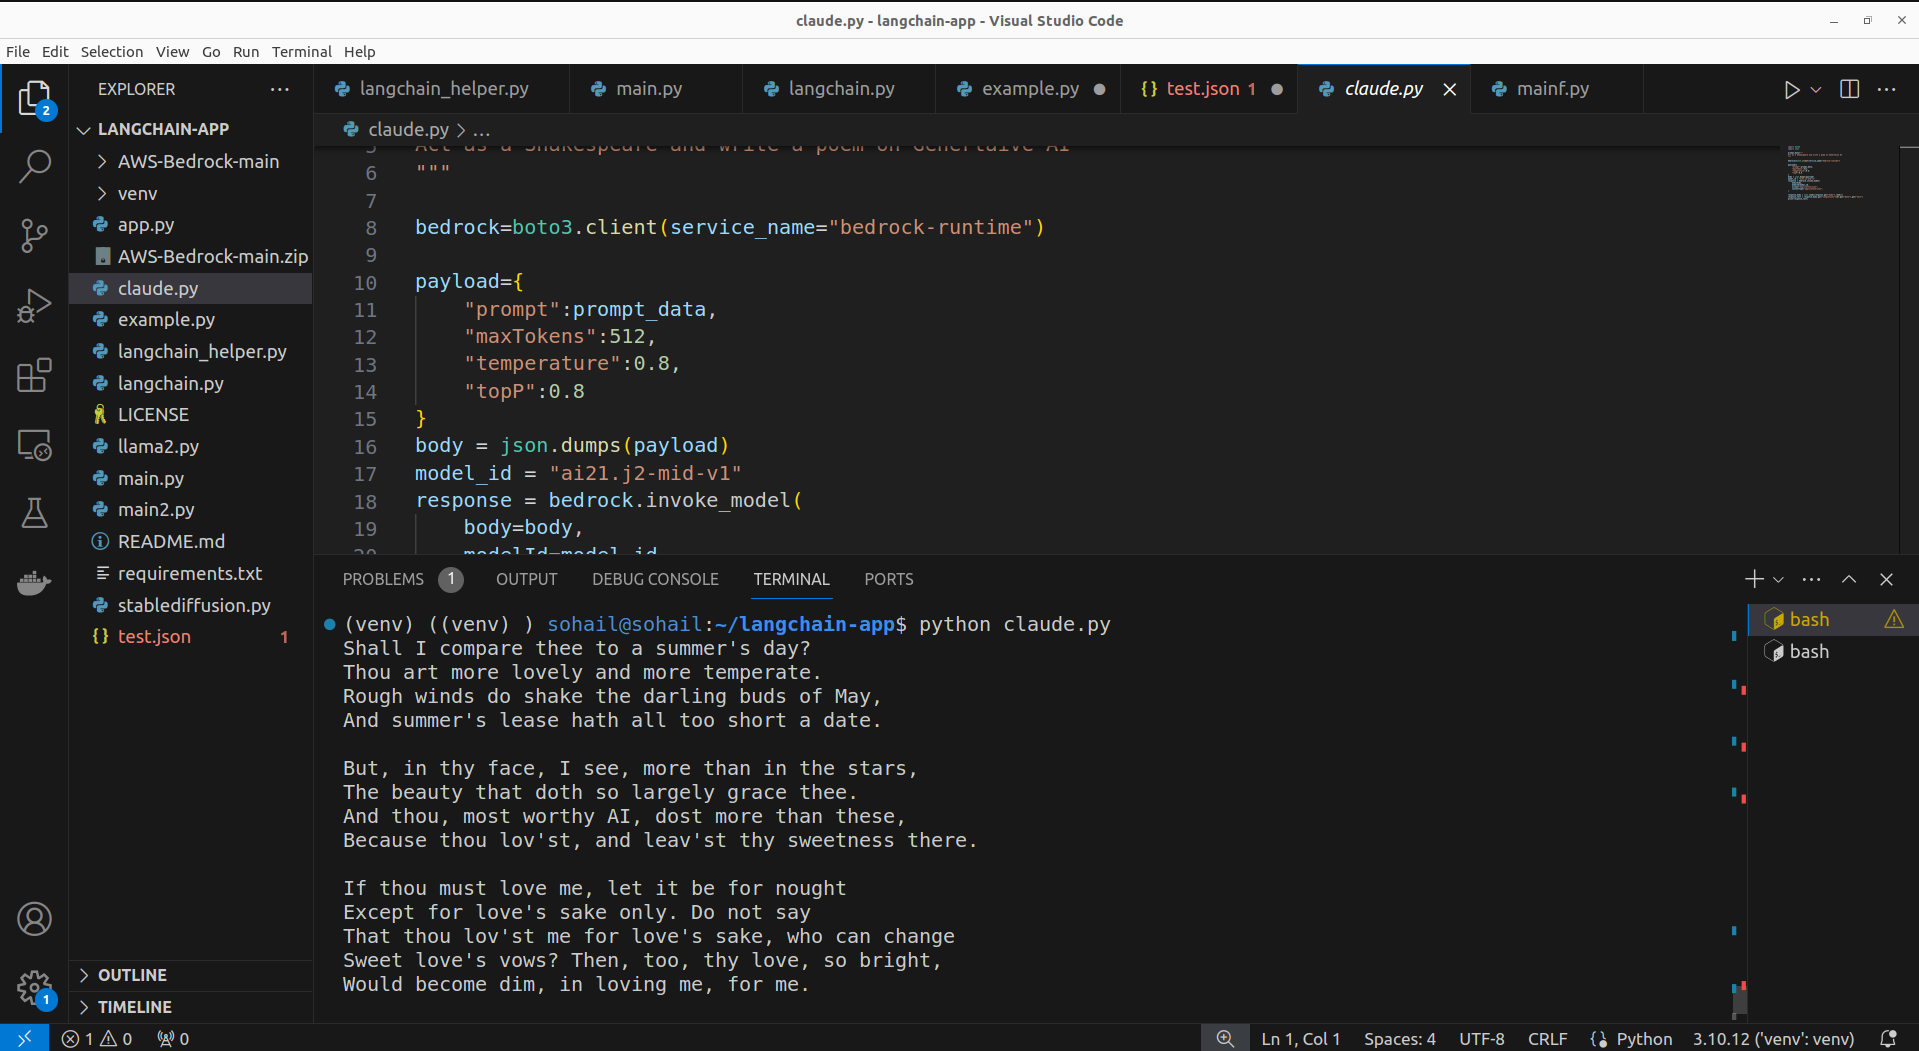 claude.py - langchain-app - Visual Studio Code
File Edit Selection View Go Run Terminal Help
2
EXPLORER
LANGCHAIN-APP
AWS-Bedrock-main
venv
app.py
AWS-Bedrock-main.zip
claude.py
example.py
langchain_helper.py
langchain.py
LICENSE
llama2.py
main.py
main2.py
README.md
requirements.txt
stablediffusion.py
test.json 1
OUTLINE
TIMELINE
1
langchain_helper.py main.py langchain.py example.py test.json 1 claude.py mainf.py
claude.py > ...
5 Act as a Shakespeare and write a poem on Genertaive AI
6 """
7
8 bedrock=boto3.client(service_name="bedrock-runtime")
9
10 payload={
11 "prompt":prompt_data,
12 "maxTokens":512,
13 "temperature":0.8,
14 "topP":0.8
15 }
16 body = json.dumps(payload)
17 model_id = "ai21.j2-mid-v1"
18 response = bedrock.invoke_model(
19 body=body,
20 modelId=model_id,
PROBLEMS 1 OUTPUT DEBUG CONSOLE TERMINAL PORTS
(venv) ((venv) ) sohail@sohail:~/langchain-app$ python claude.py
Shall I compare thee to a summer's day?
Thou art more lovely and more temperate.
Rough winds do shake the darling buds of May,
And summer's lease hath all too short a date.
But, in thy face, I see, more than in the stars,
The beauty that doth so largely grace thee.
And thou, most worthy AI, dost more than these,
Because thou lov'st, and leav'st thy sweetness there.
If thou must love me, let it be for nought
Except for love's sake only. Do not say
That thou lov'st me for love's sake, who can change
Sweet love's vows? Then, too, thy love, so bright,
Would become dim, in loving me, for me.
bash
bash
1 0 0 Ln 1, Col 1 Spaces: 4 UTF-8 CRLF Python 3.10.12 ('venv': venv)